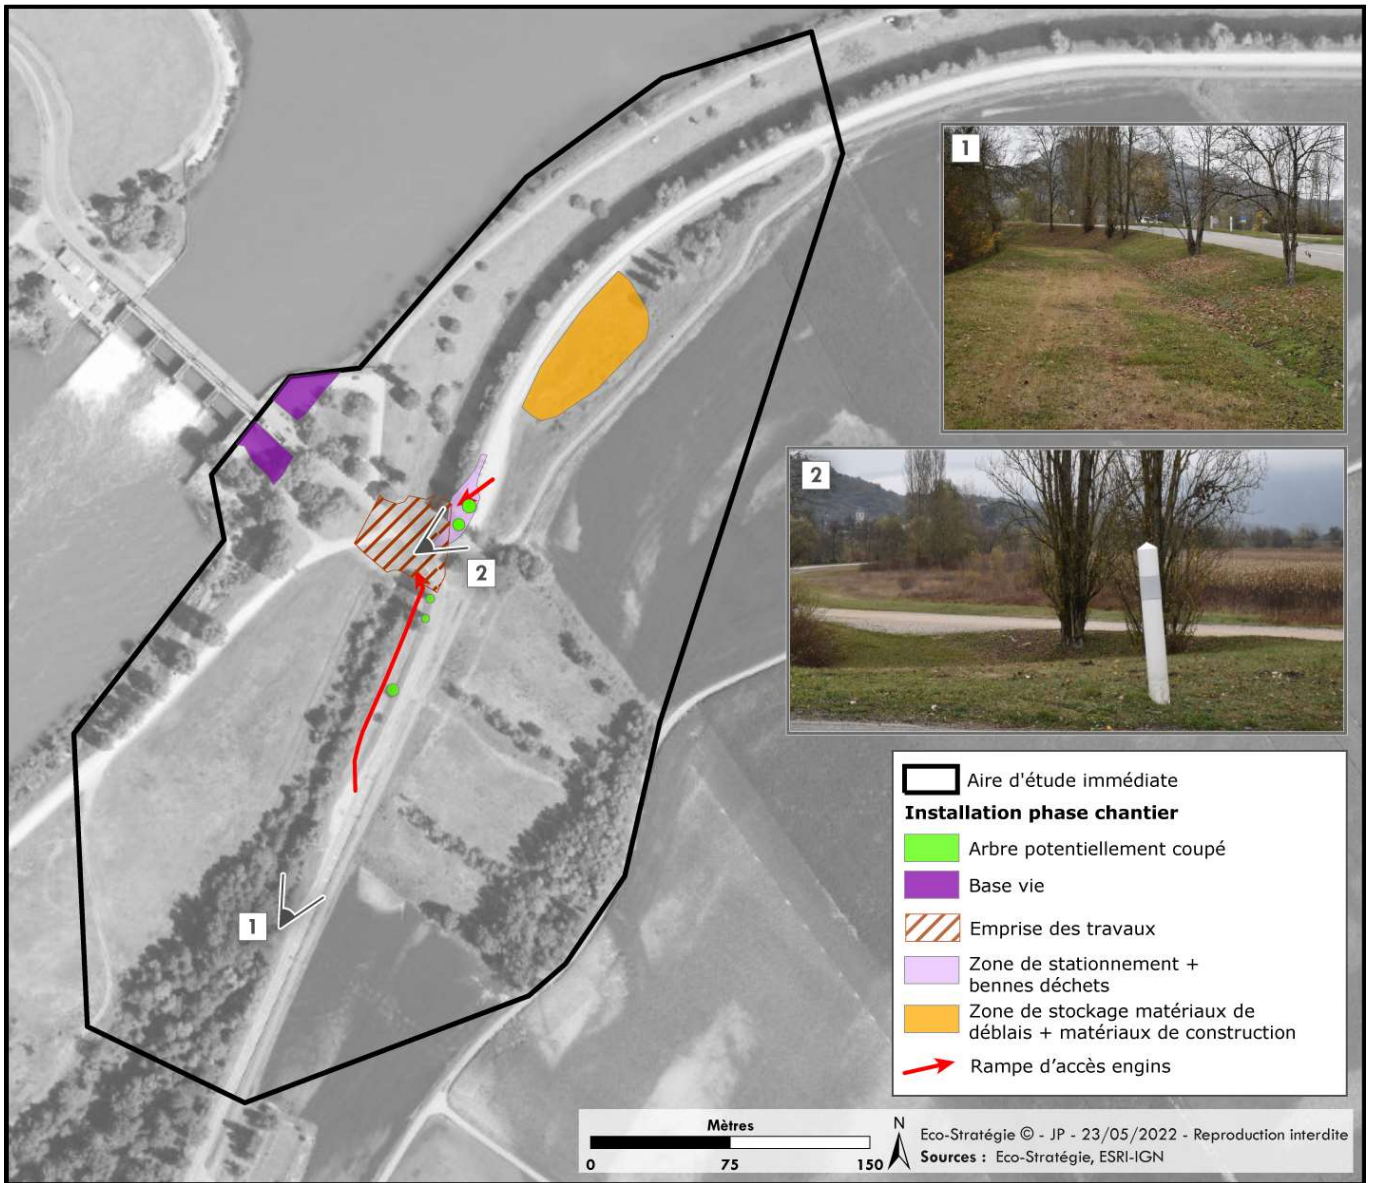 1
2
2
1
Aire d'étude immédiate
Installation phase chantier
Arbre potentiellement coupé
Base vie
Emprise des travaux
Zone de stationnement +
bennes déchets
Zone de stockage matériaux de
déblais + matériaux de construction
Rampe d'accès engins
Mètres
0 75 150
N
Eco-Stratégie © - JP - 23/05/2022 - Reproduction interdite
Sources : Eco-Stratégie, ESRI-IGN